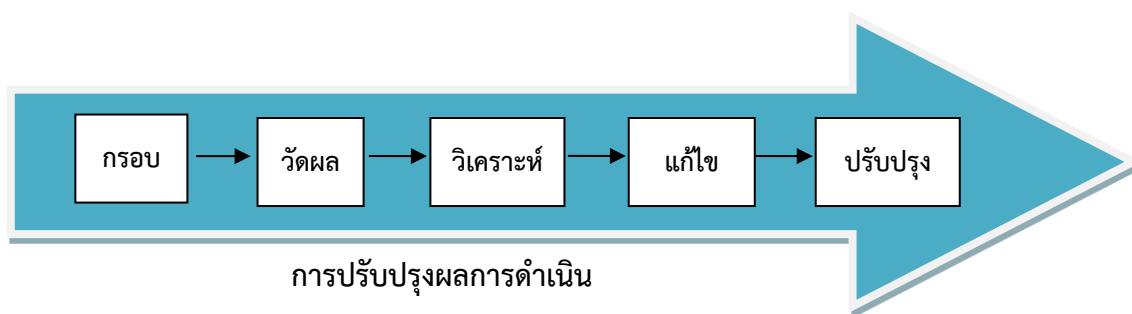 กรอบ
วัดผล
วิเคราะห์
แก้ไข
ปรับปรุง
การปรับปรุงผลการดำเนิน